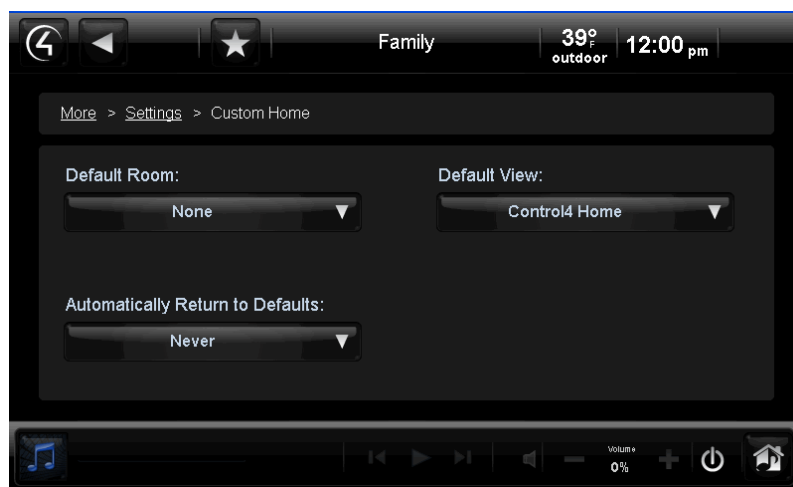 4
Family
39°F
outdoor
12:00 pm
More > Settings > Custom Home
Default Room:
Default View:
None
Control4 Home
Automatically Return to Defaults:
Never
Volume
0%